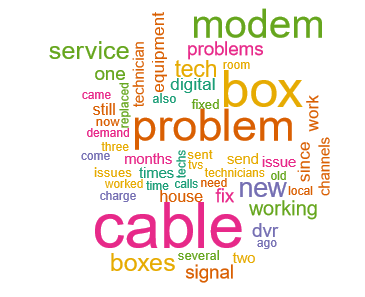 modem
service
problems
equipment
technician
one
tech
room
box
came
replaced
digital
also
fixed
still
now
problem
work
demand
three
channels
since
come
months
techs
sent
send
issue
issues
times
tvs
technicians
old
worked
time
calls
need
new
local
charge
house
fix
working
cable
dvr
ago
boxes
several
two
signal